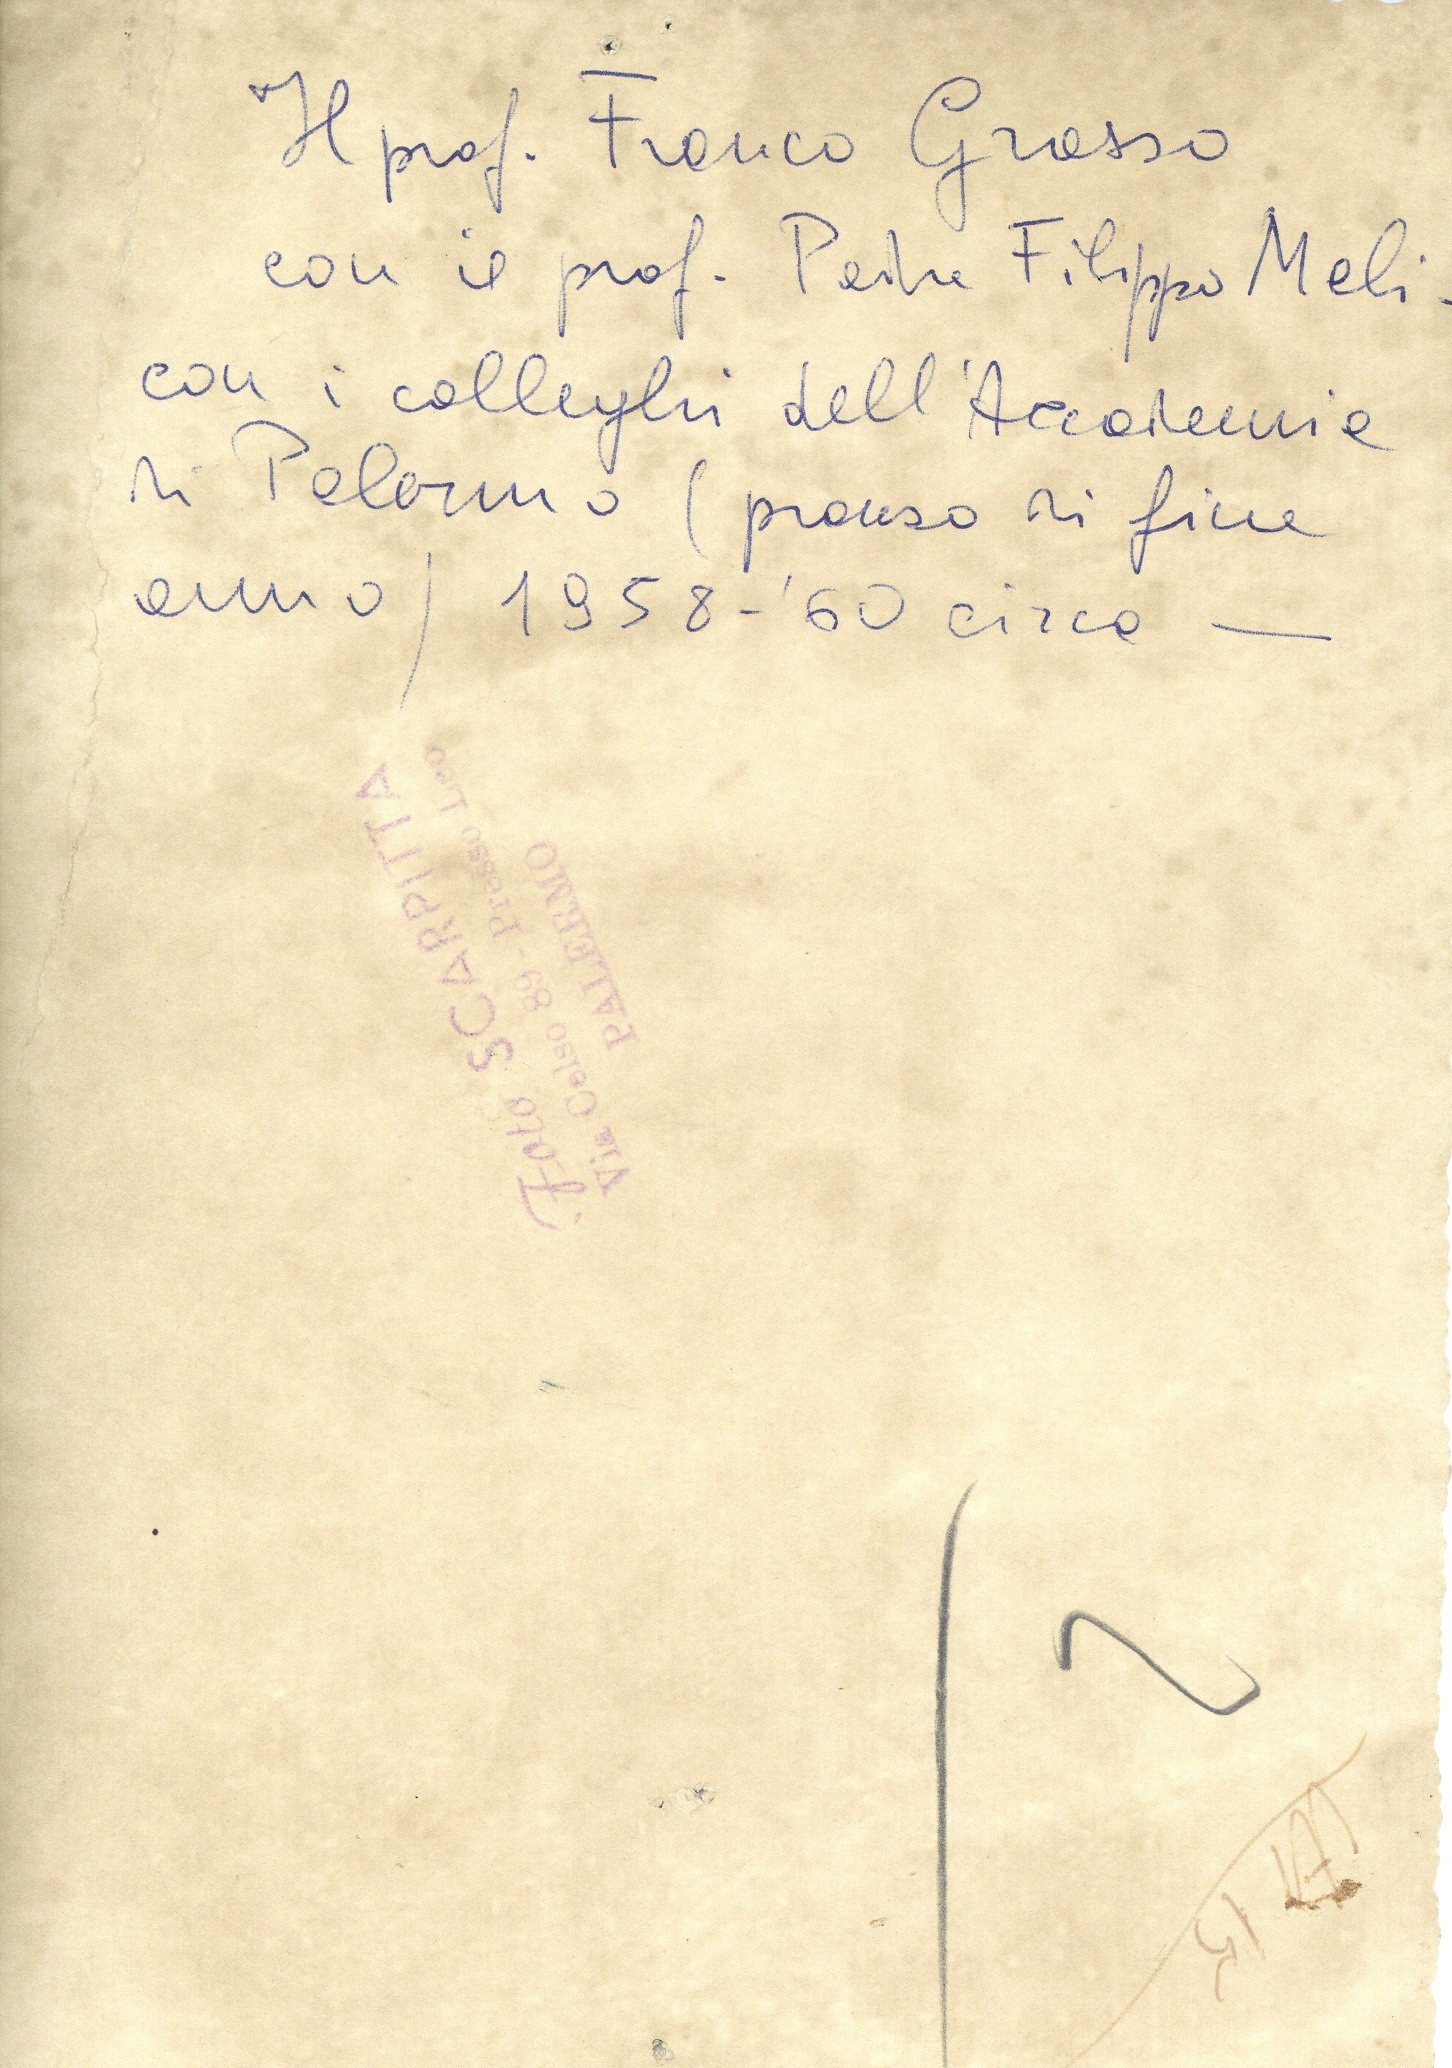 Il prof. Franco Grasso
con il prof. Padre Filippo Meli -
con i colleghi dell'Accademia
di Palermo (pranzo di fine
anno) 1958-'60 circa —
Foto SCARPITTA
Via Celso 89 - Presso Leo
PALERMO